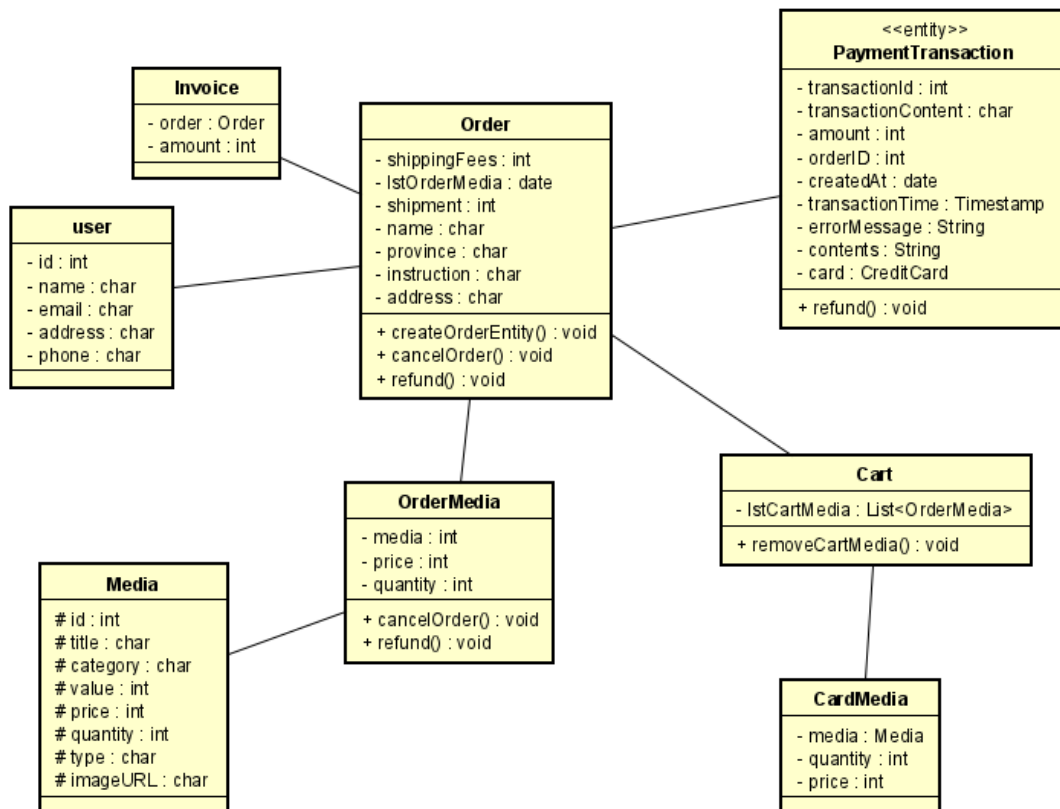 Invoice
- order : Order
- amount : int
user
- id : int
- name : char
- email : char
- address : char
- phone : char
Order
- shippingFees : int
- lstOrderMedia : date
- shipment : int
- name : char
- province : char
- instruction : char
- address : char
+ createOrderEntity() : void
+ cancelOrder() : void
+ refund() : void
<<entity>>
PaymentTransaction
- transactionId : int
- transactionContent : char
- amount : int
- orderID : int
- createdAt : date
- transactionTime : Timestamp
- errorMessage : String
- contents : String
- card : CreditCard
+ refund() : void
OrderMedia
- media : int
- price : int
- quantity : int
+ cancelOrder() : void
+ refund() : void
Cart
- lstCartMedia : List<OrderMedia>
+ removeCartMedia() : void
Media
# id : int
# title : char
# category : char
# value : int
# price : int
# quantity : int
# type : char
# imageURL : char
CardMedia
- media : Media
- quantity : int
- price : int